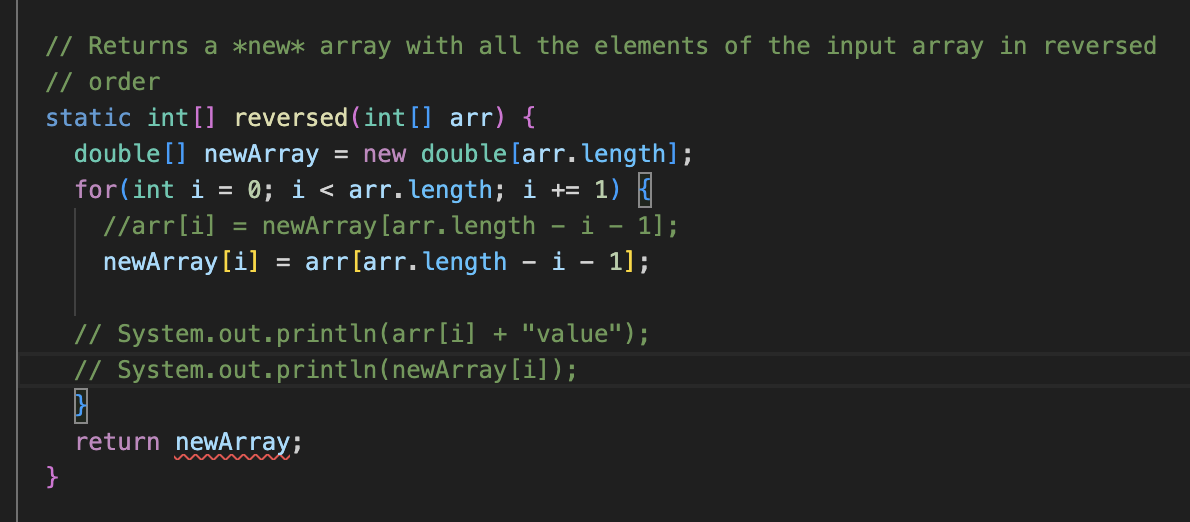 // Returns a *new* array with all the elements of the input array in reversed
// order
static int[] reversed(int[] arr) {
  double[] newArray = new double[arr.length];
  for(int i = 0; i < arr.length; i += 1) {
    //arr[i] = newArray[arr.length - i - 1];
    newArray[i] = arr[arr.length - i - 1];

  // System.out.println(arr[i] + "value");
  // System.out.println(newArray[i]);
  }
  return newArray;
}